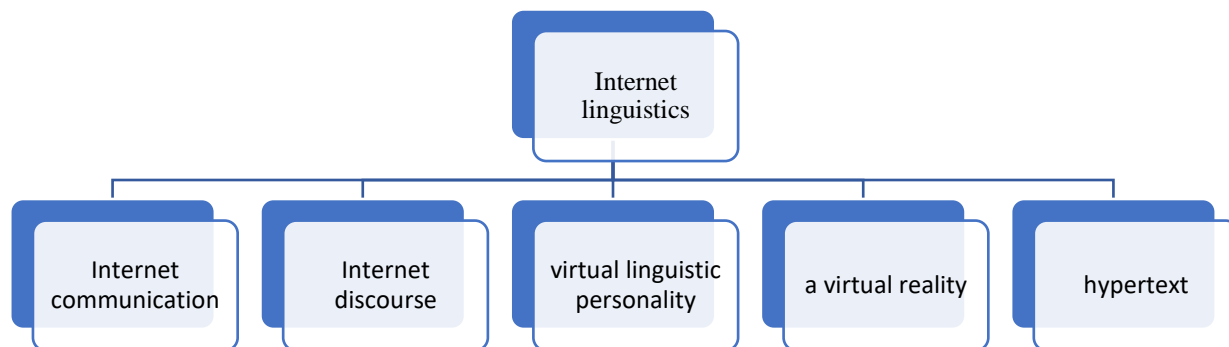 Internet
linguistics
Internet
communication
Internet
discourse
virtual linguistic
personality
a virtual reality
hypertext